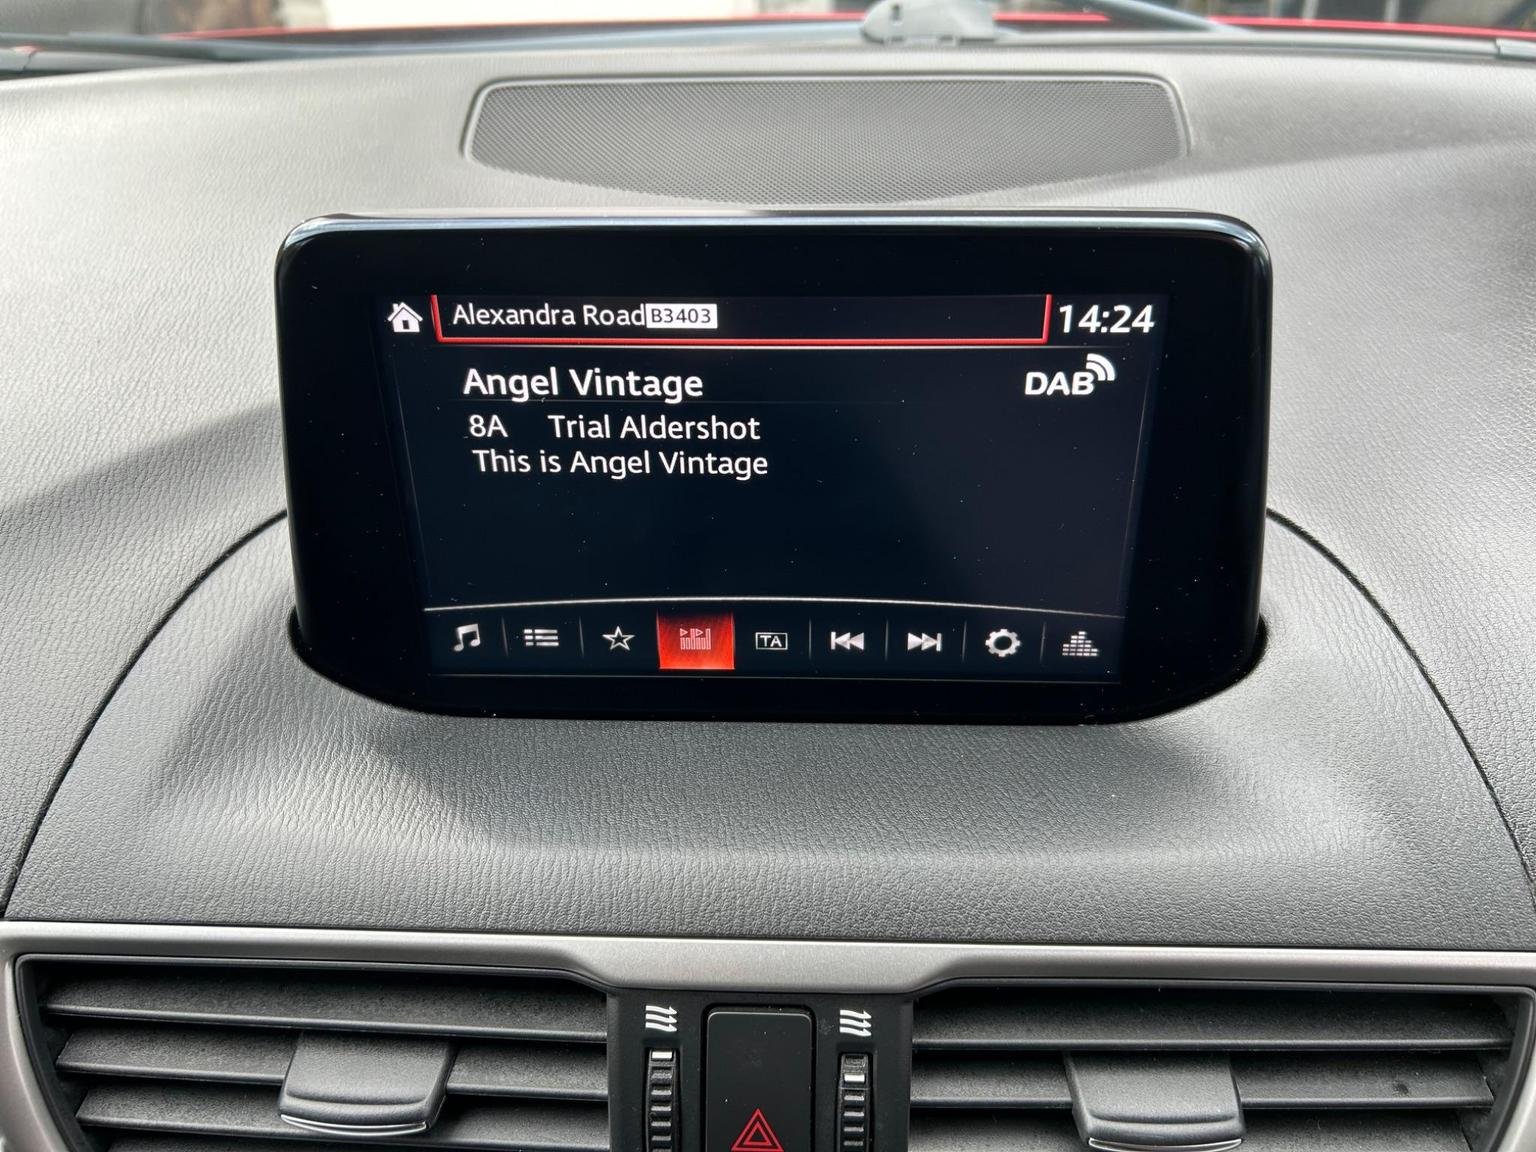 Alexandra Road B3403 14:24
Angel Vintage DAB
8A Trial Aldershot
This is Angel Vintage
TA